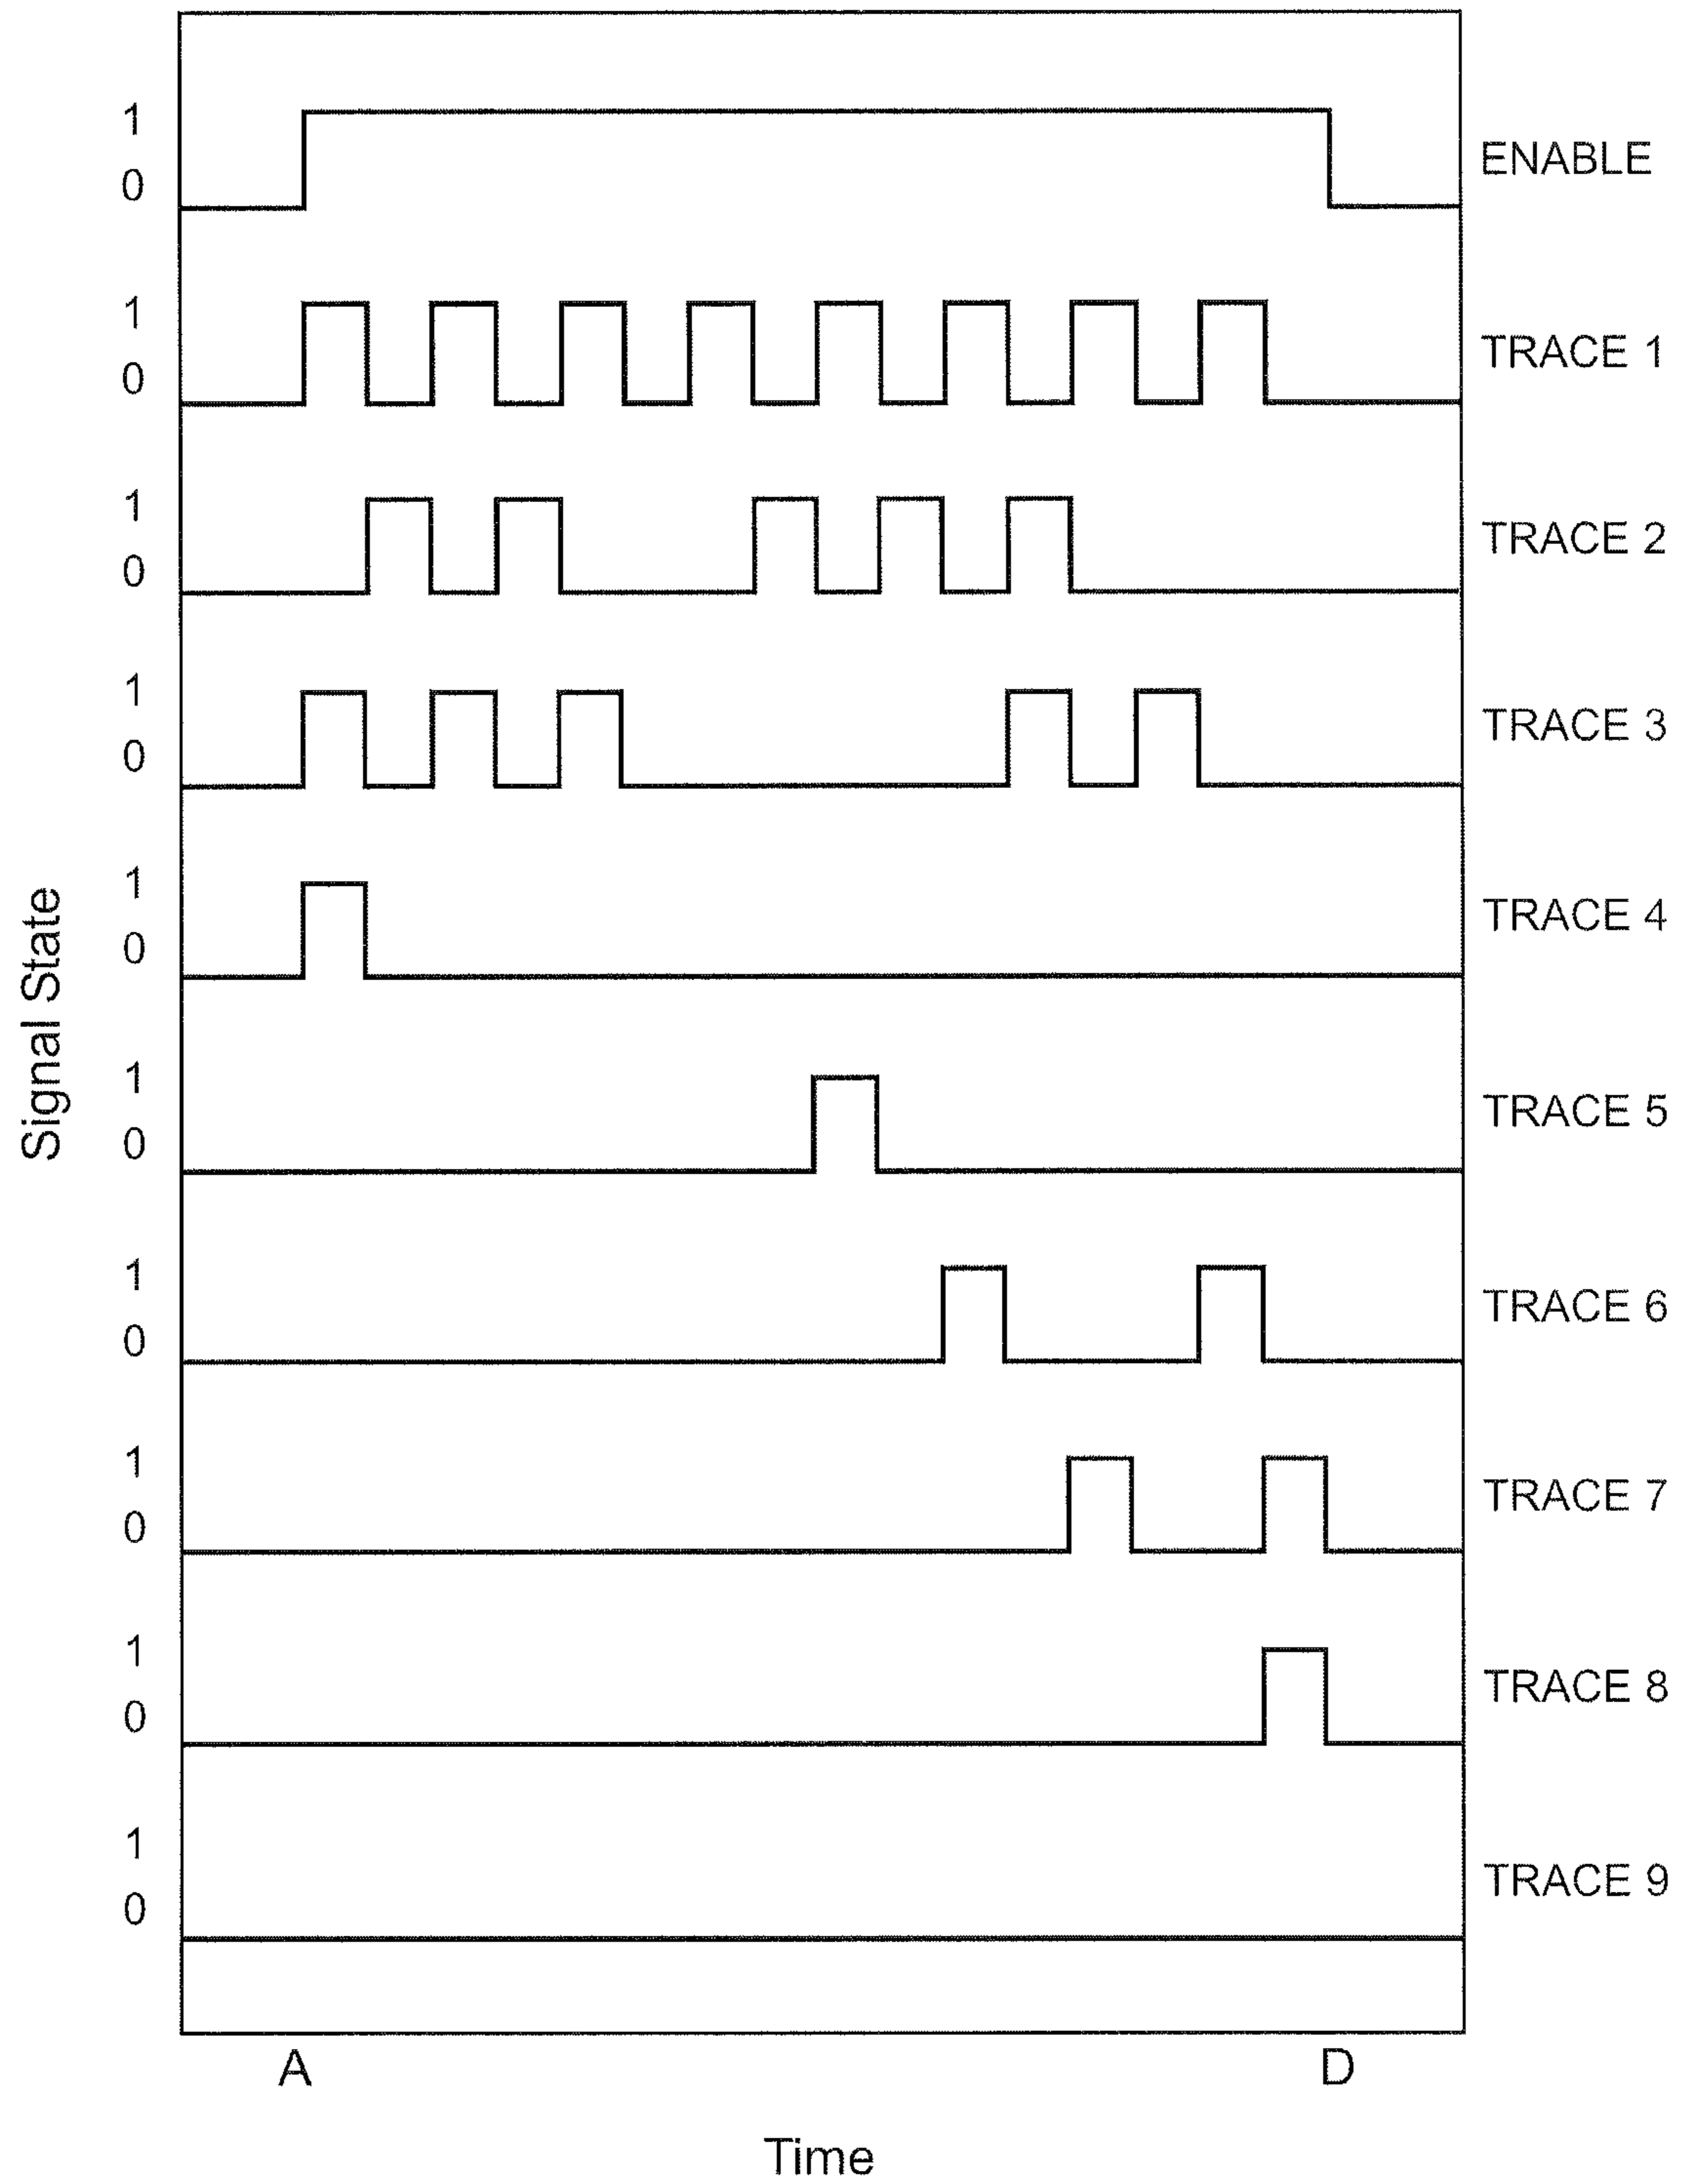 1
0
ENABLE
1
0
TRACE 1
1
0
TRACE 2
1
0
TRACE 3
1
0
TRACE 4
1
0
TRACE 5
1
0
TRACE 6
1
0
TRACE 7
1
0
TRACE 8
1
0
TRACE 9
Signal State
A D
Time